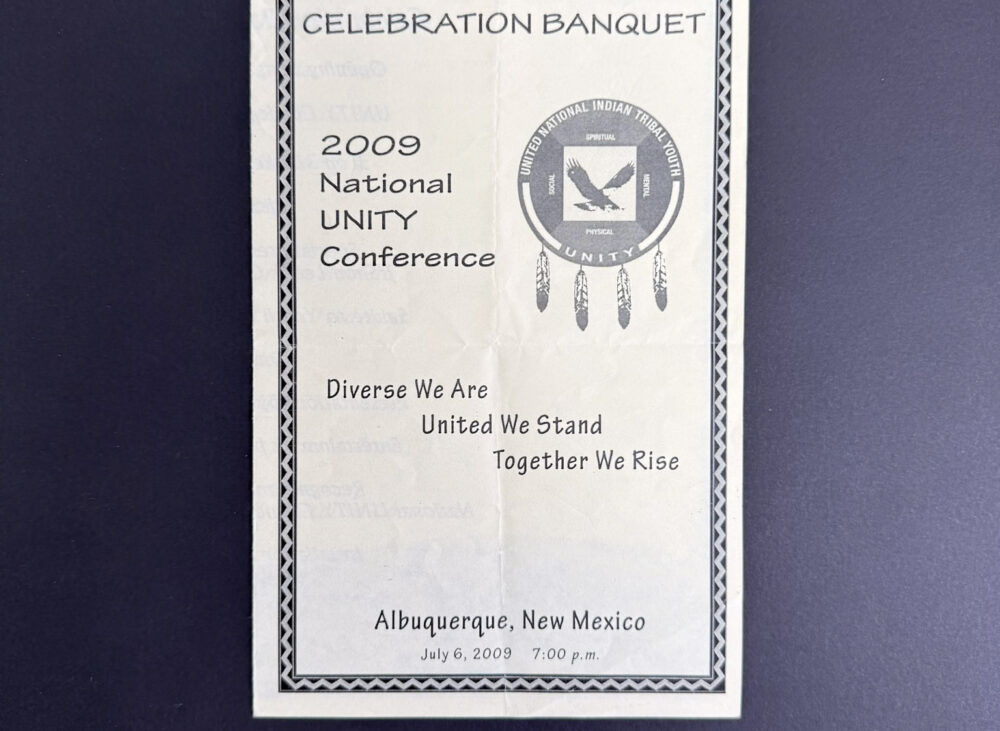 CELEBRATION BANQUET
2009
National
UNITY
Conference
UNITED NATIONAL INDIAN TRIBAL YOUTH
SPIRITUAL
SOCIAL
MENTAL
PHYSICAL
UNITY
Diverse We Are
United We Stand
Together We Rise
Albuquerque, New Mexico
July 6, 2009 7:00 p.m.